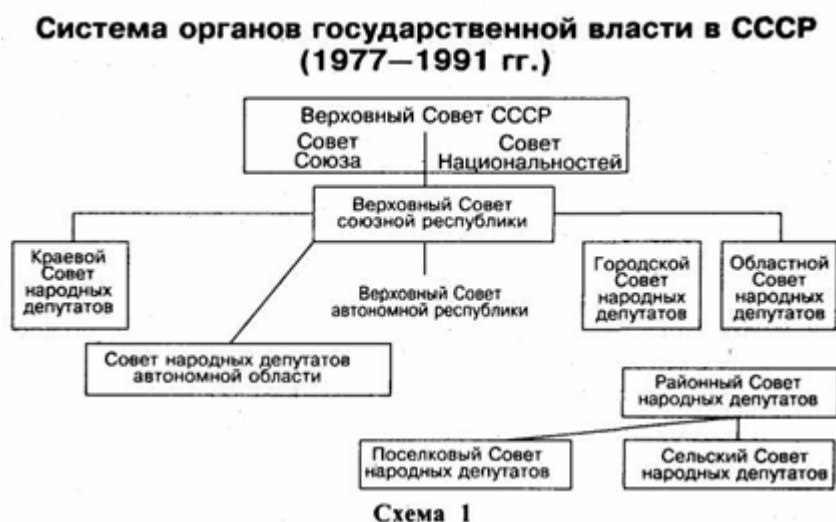 Система органов государственной власти в СССР
(1977—1991 гг.)
Верховный Совет СССР
Совет
Союза
Совет
Национальностей
Верховный Совет
союзной республики
Краевой
Совет
народных
депутатов
Верховный Совет
автономной республики
Городской
Совет
народных
депутатов
Областной
Совет
народных
депутатов
Совет народных депутатов
автономной области
Районный Совет
народных депутатов
Поселковый Совет
народных депутатов
Сельский Совет
народных депутатов
Схема 1